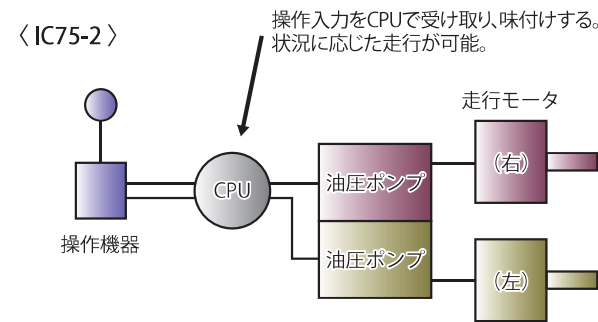 〈 IC75-2 〉
操作入力をCPUで受け取り、味付けする。
状況に応じた走行が可能。
走行モータ
CPU
油圧ポンプ
(右)
操作機器
油圧ポンプ
(左)